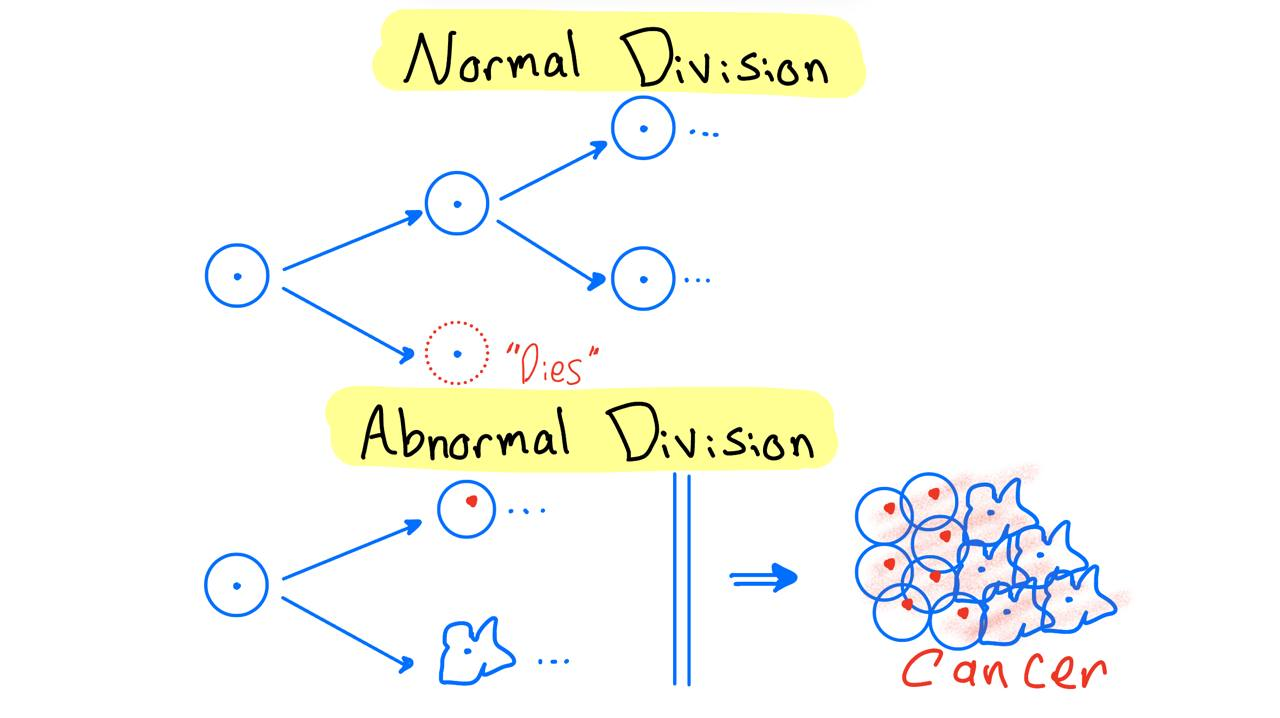 Normal Division
...
...
"Dies"
Abnormal Division
...
...
Cancer